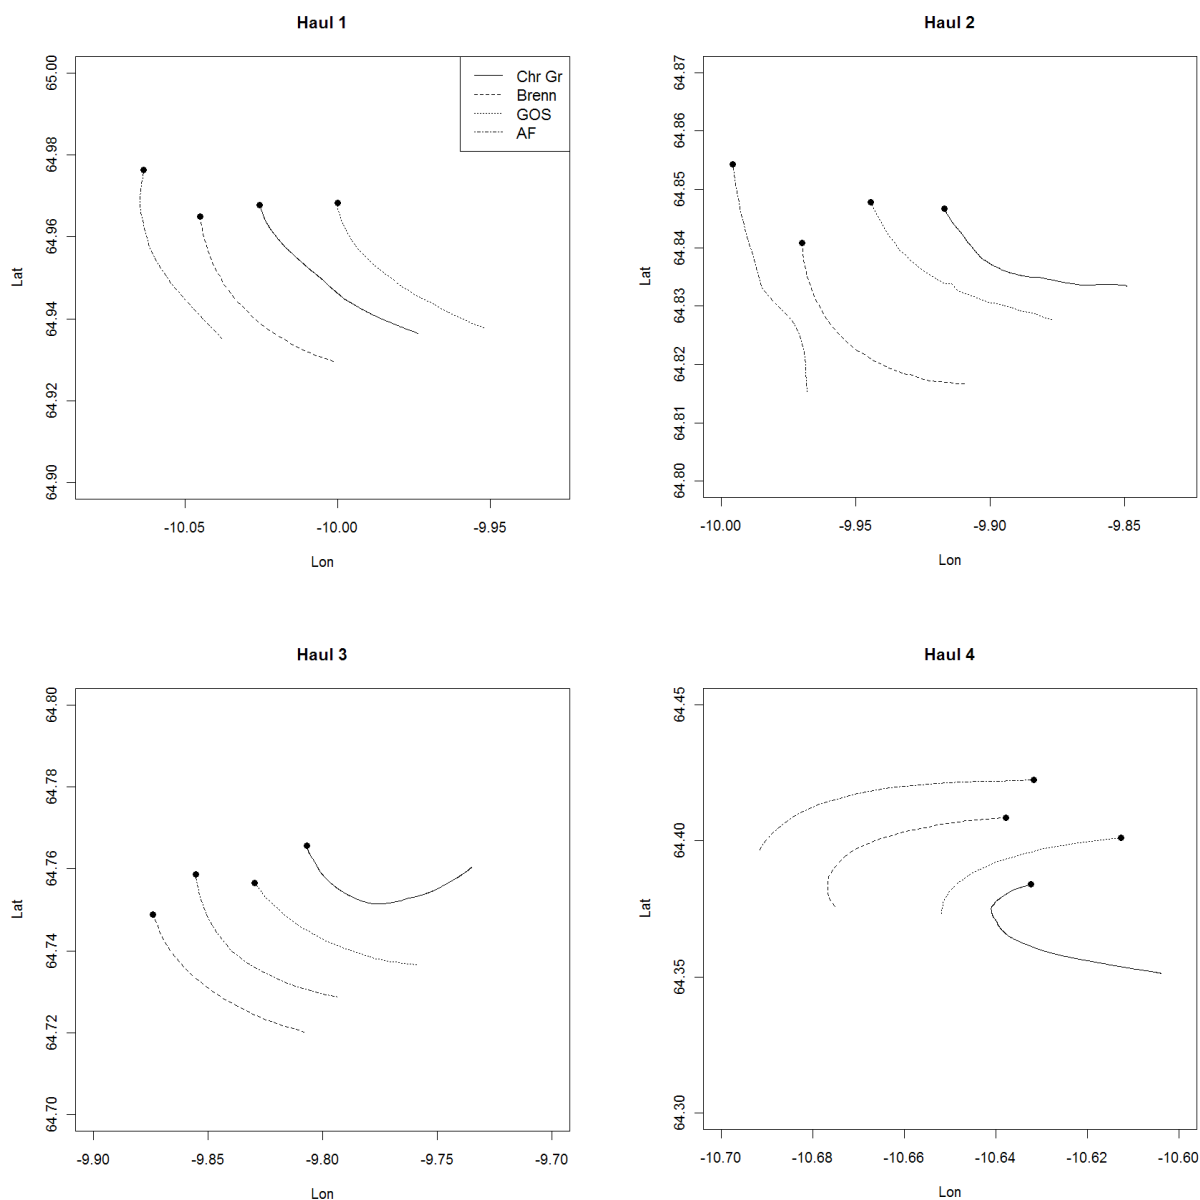 Haul 1
Lat
65.00
64.98
64.96
64.94
64.92
64.90
Chr Gr
Brenn
GOS
AF
-10.05
-10.00
-9.95
Lon
Haul 2
Lat
64.87
64.86
64.85
64.84
64.83
64.82
64.81
64.80
-10.00
-9.95
-9.90
-9.85
Lon
Haul 3
Lat
64.80
64.78
64.76
64.74
64.72
64.70
-9.90
-9.85
-9.80
-9.75
-9.70
Lon
Haul 4
Lat
64.45
64.40
64.35
64.30
-10.70
-10.68
-10.66
-10.64
-10.62
-10.60
Lon